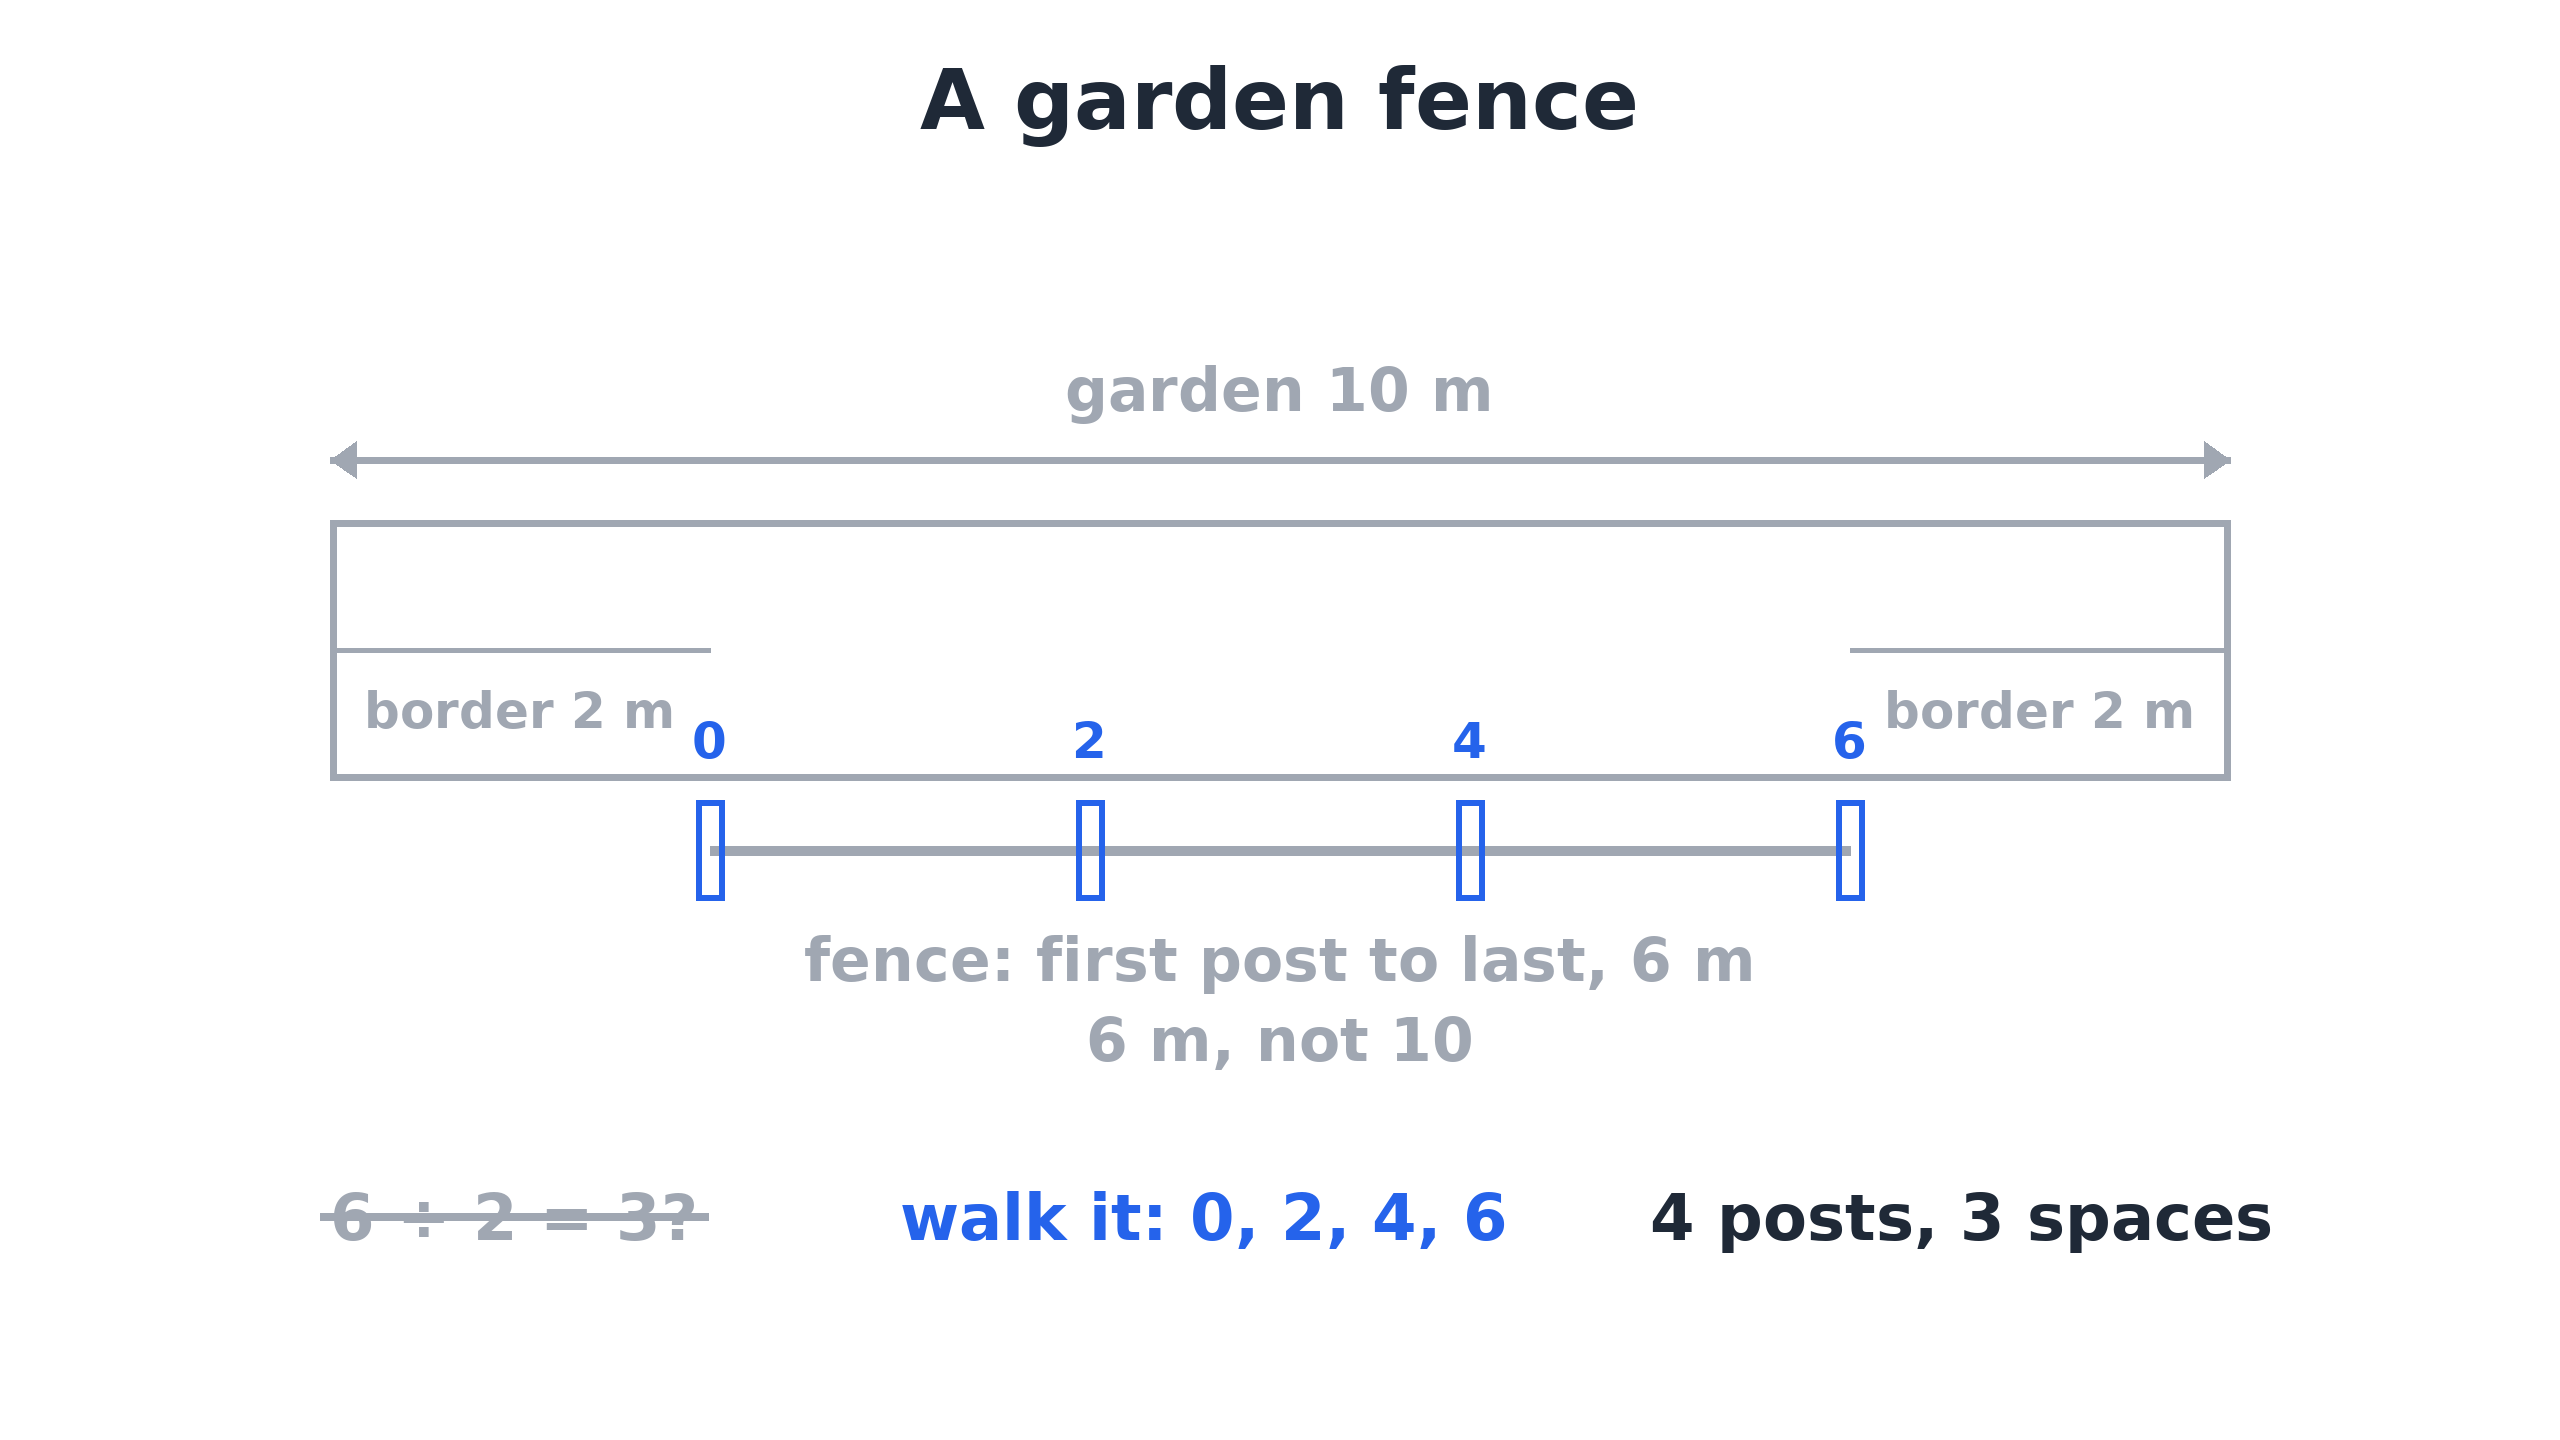 A garden fence
garden 10 m
border 2 m
border 2 m
0 2 4 6
fence: first post to last, 6 m
6 m, not 10
6 ÷ 2 = 3?
walk it: 0, 2, 4, 6
4 posts, 3 spaces